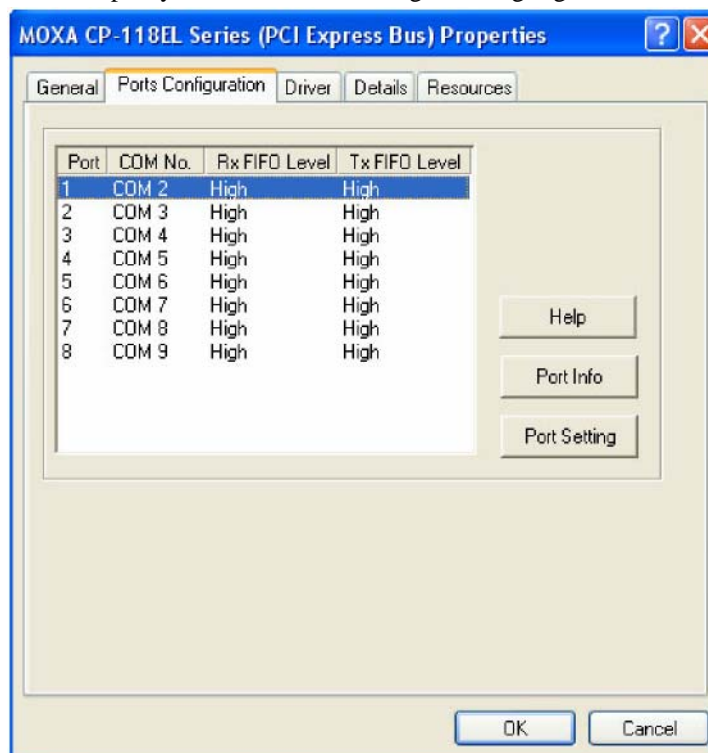 MOXA CP-118EL Series (PCI Express Bus) Properties
General Ports Configuration Driver Details Resources
Port COM No. Rx FIFO Level Tx FIFO Level
1 COM 2 High High
2 COM 3 High High
3 COM 4 High High
4 COM 5 High High
5 COM 6 High High
6 COM 7 High High
7 COM 8 High High
8 COM 9 High High
Help
Port Info
Port Setting
OK Cancel